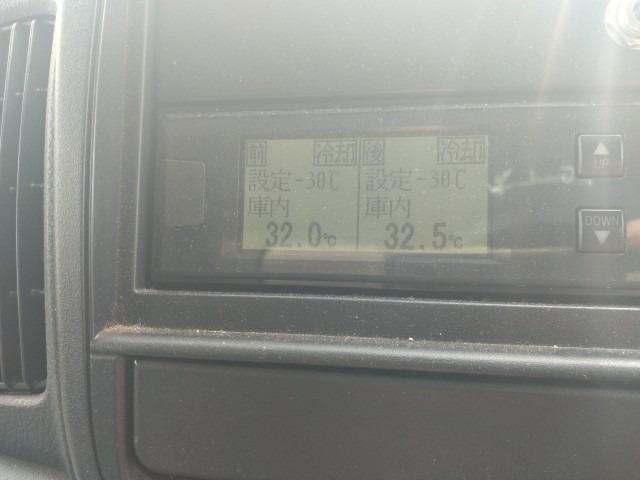 前 冷却 後 冷却
設定-30℃ 設定-30℃
庫内 庫内
32.0℃ 32.5℃
UP
DOWN